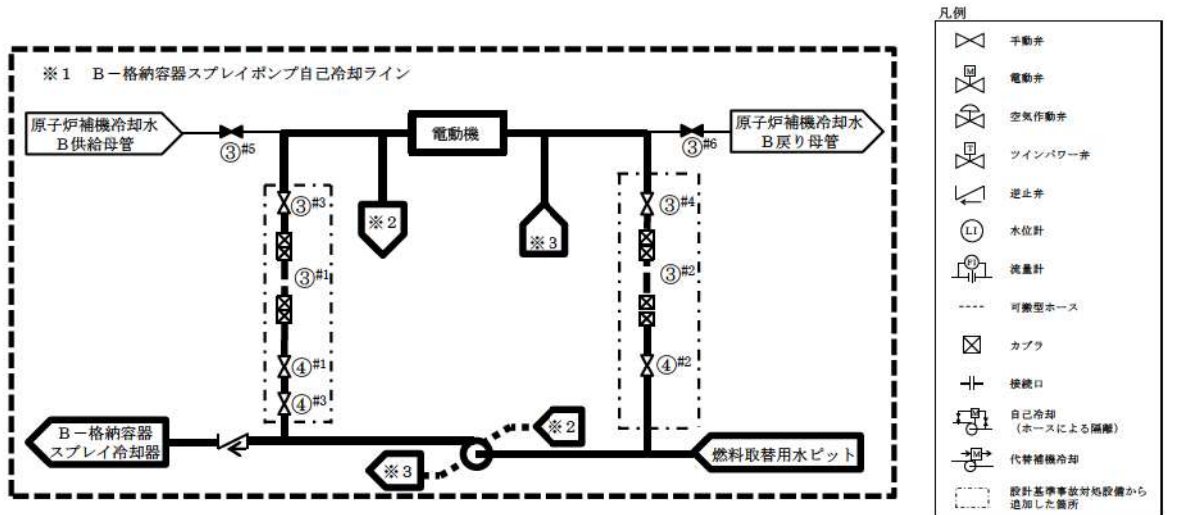 ※1 B－格納容器スプレイポンプ自己冷却ライン
原子炉補機冷却水
B供給母管
③#5
電動機
③#6
原子炉補機冷却水
B戻り母管
③#3
※2
※3
③#4
③#1
③#2
④#1
④#2
④#3
B－格納容器
スプレイ冷却器
※2
※3
燃料取替用水ピット
凡例
手動弁
M
電動弁
空気作動弁
T
ツインパワー弁
逆止弁
LI
水位計
FI
流量計
可搬型ホース
カプラ
接続口
M
自己冷却
（ホースによる隔離）
M
代替補機冷却
設計基準事故対処設備から
追加した箇所